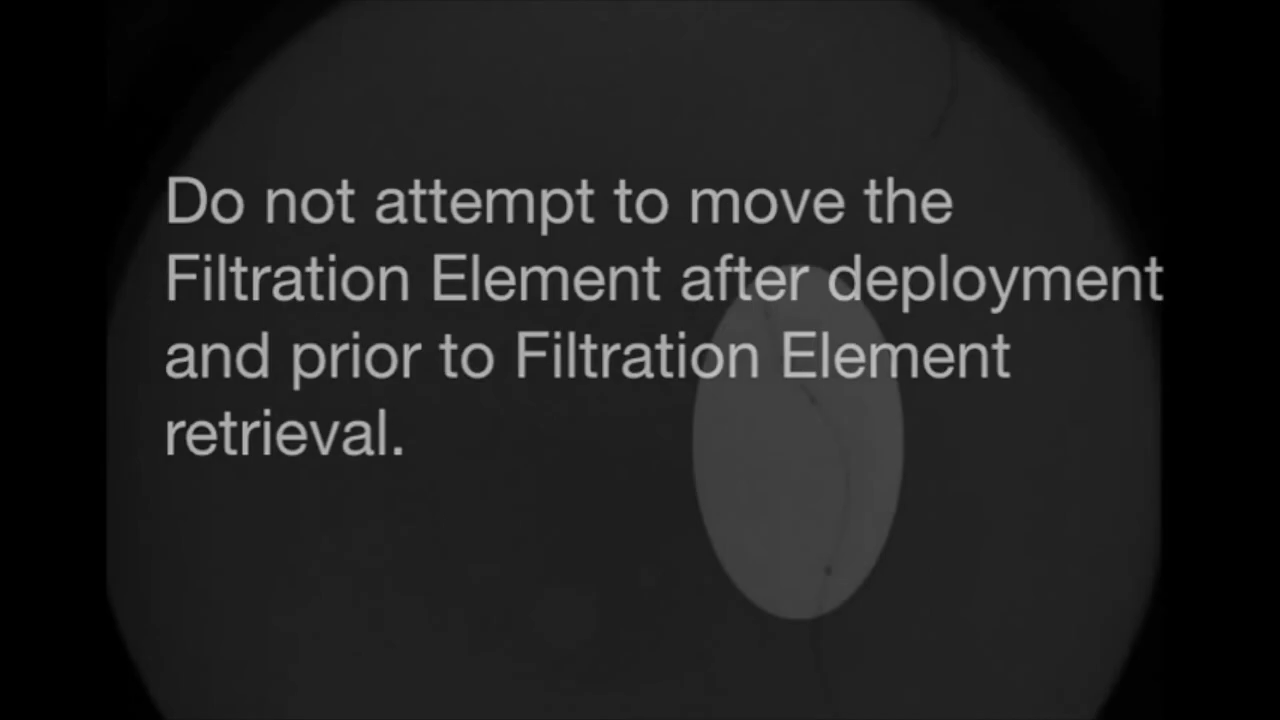 Do not attempt to move the
Filtration Element after deployment
and prior to Filtration Element
retrieval.